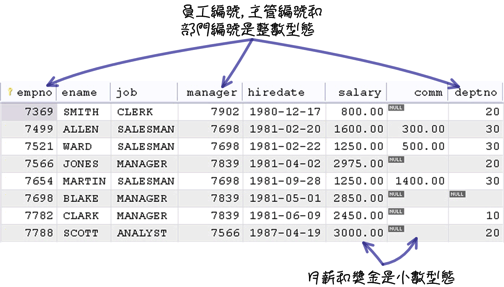 員工編號, 主管編號和
部門編號是整數型態
empno ename job manager hiredate salary comm deptno
7369 SMITH CLERK 7902 1980-12-17 800.00 NULL 20
7499 ALLEN SALESMAN 7698 1981-02-20 1600.00 300.00 30
7521 WARD SALESMAN 7698 1981-02-22 1250.00 500.00 30
7566 JONES MANAGER 7839 1981-04-02 2975.00 NULL 20
7654 MARTIN SALESMAN 7698 1981-09-28 1250.00 1400.00 30
7698 BLAKE MANAGER 7839 1981-05-01 2850.00 NULL NULL
7782 CLARK MANAGER 7839 1981-06-09 2450.00 NULL 10
7788 SCOTT ANALYST 7566 1987-04-19 3000.00 NULL 20
月薪和獎金是小數型態